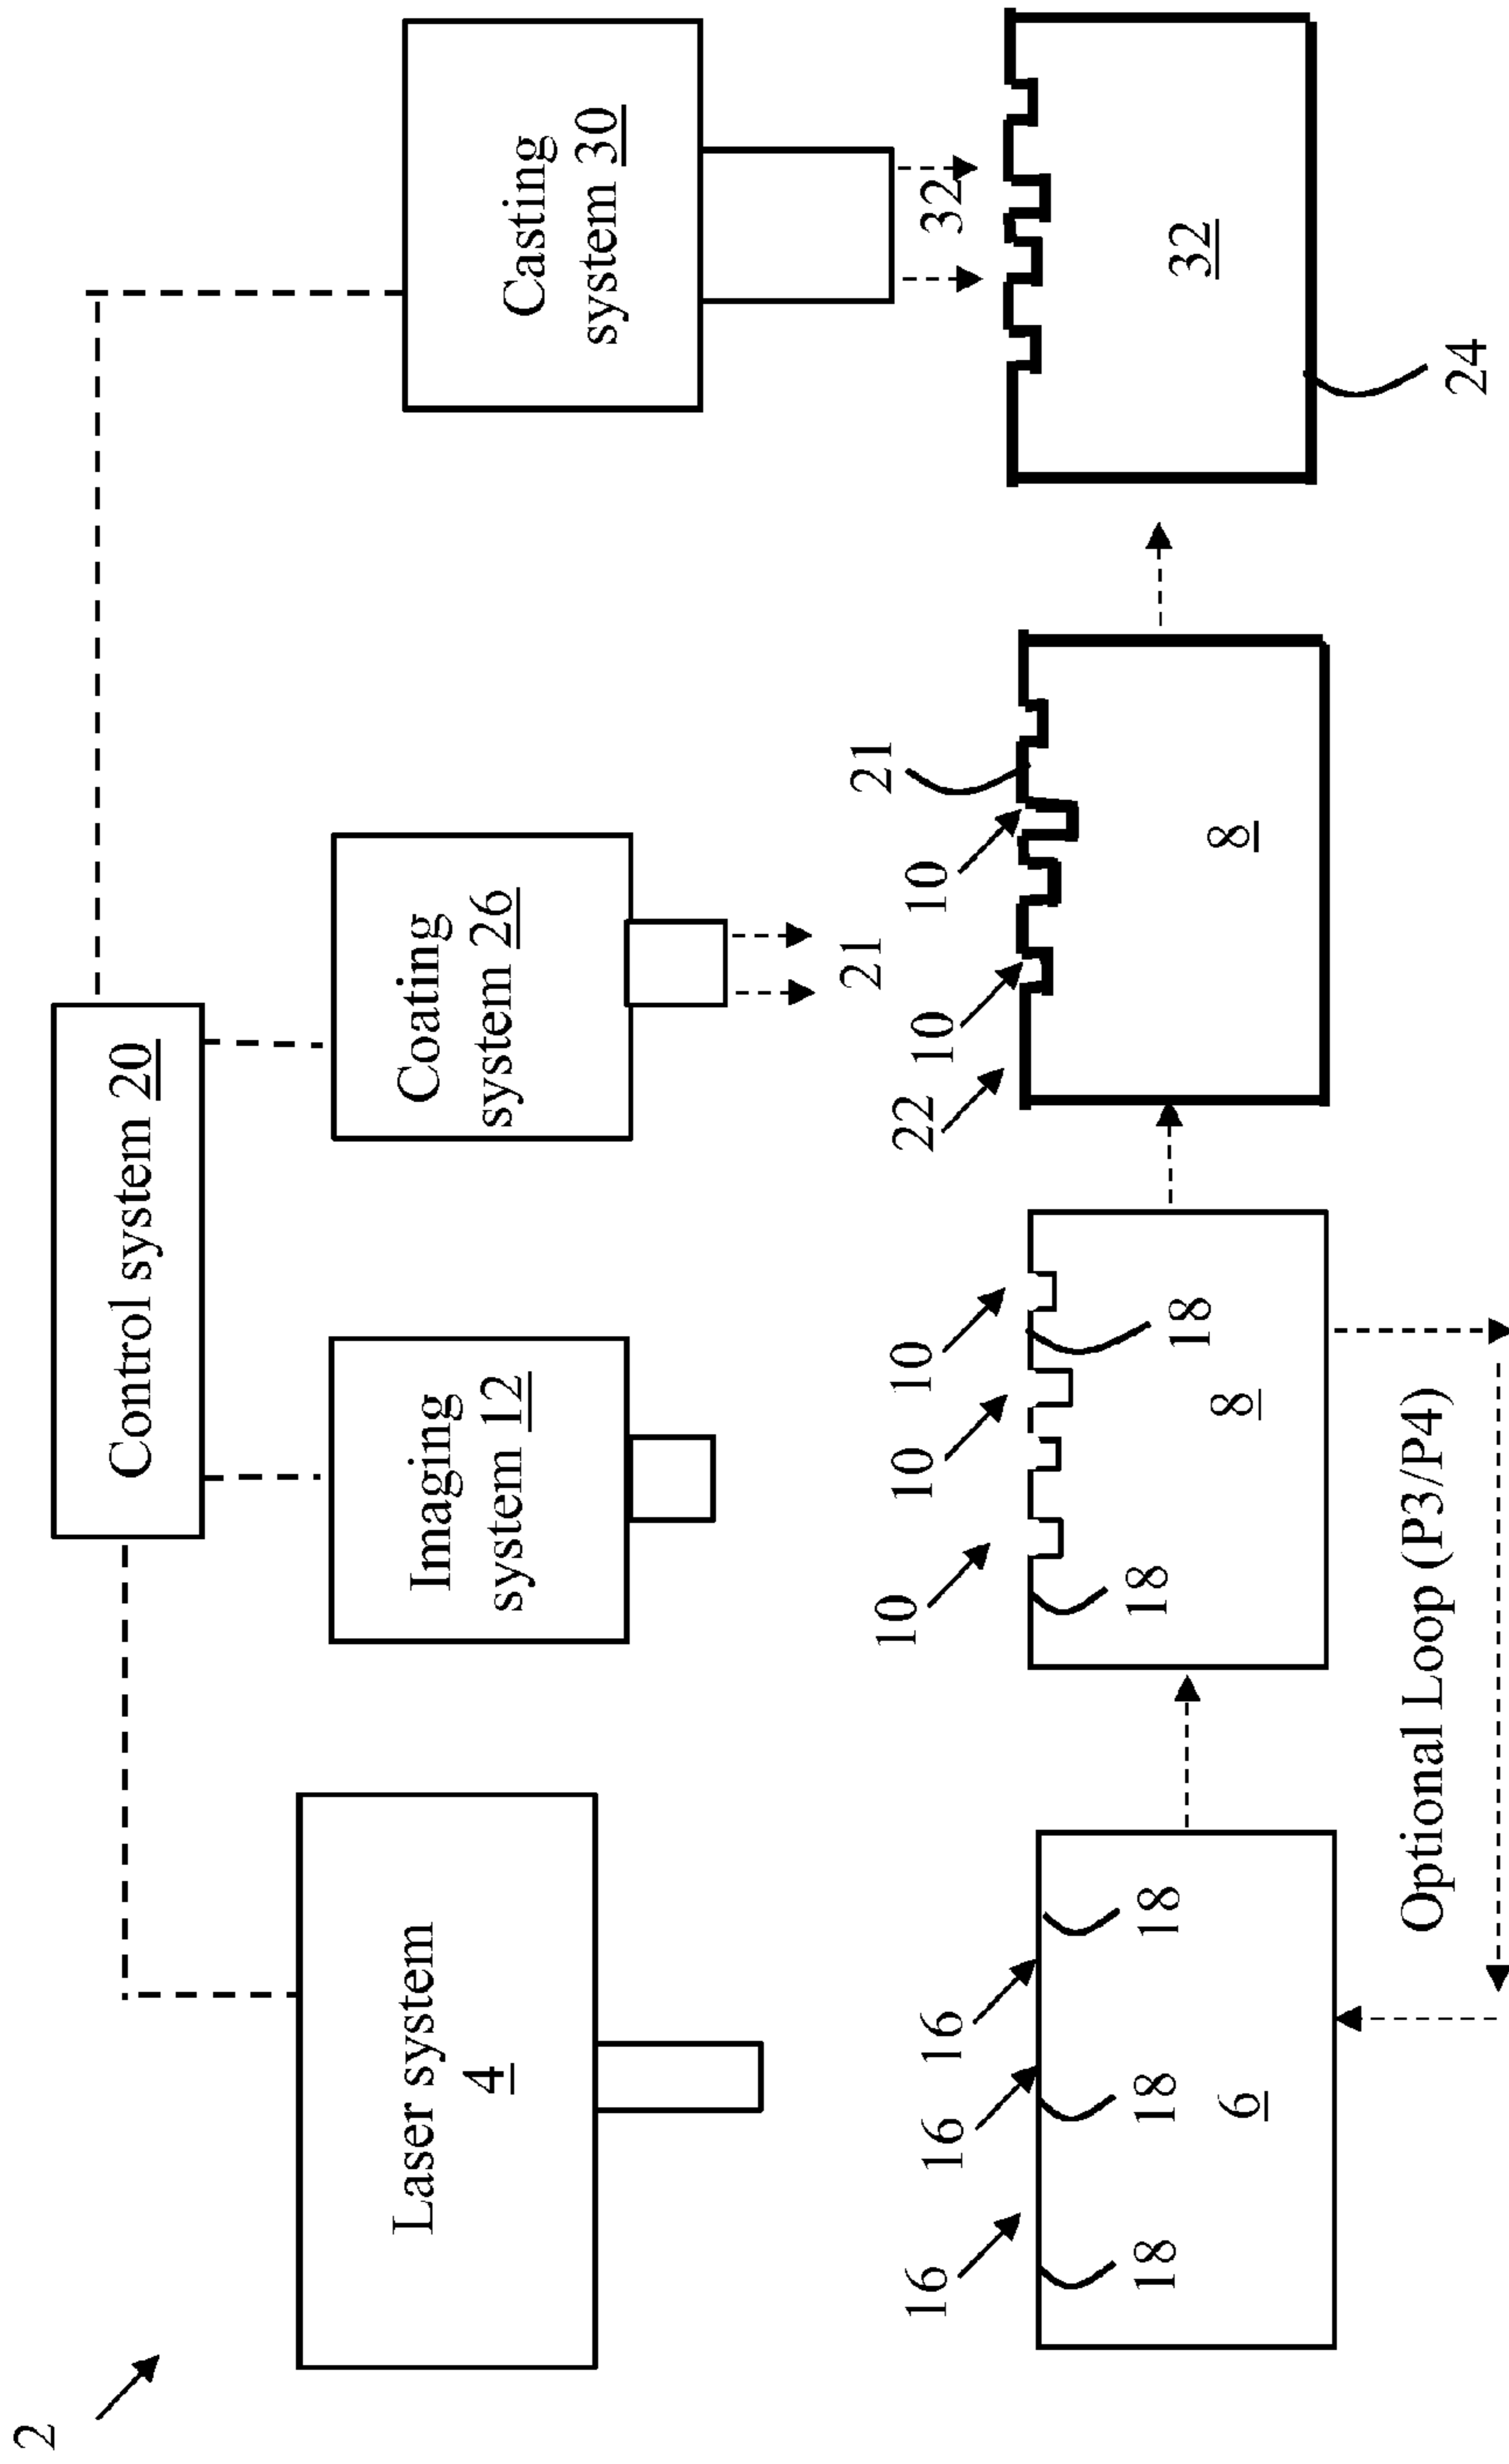 2
Control system 20
Laser system
4
Imaging
system 12
Coating
system 26
Casting
system 30
21
32
16
16
16
10
10
10
22
10
10
21
18
18
18
18
18
6
8
8
32
24
Optional Loop (P3/P4)